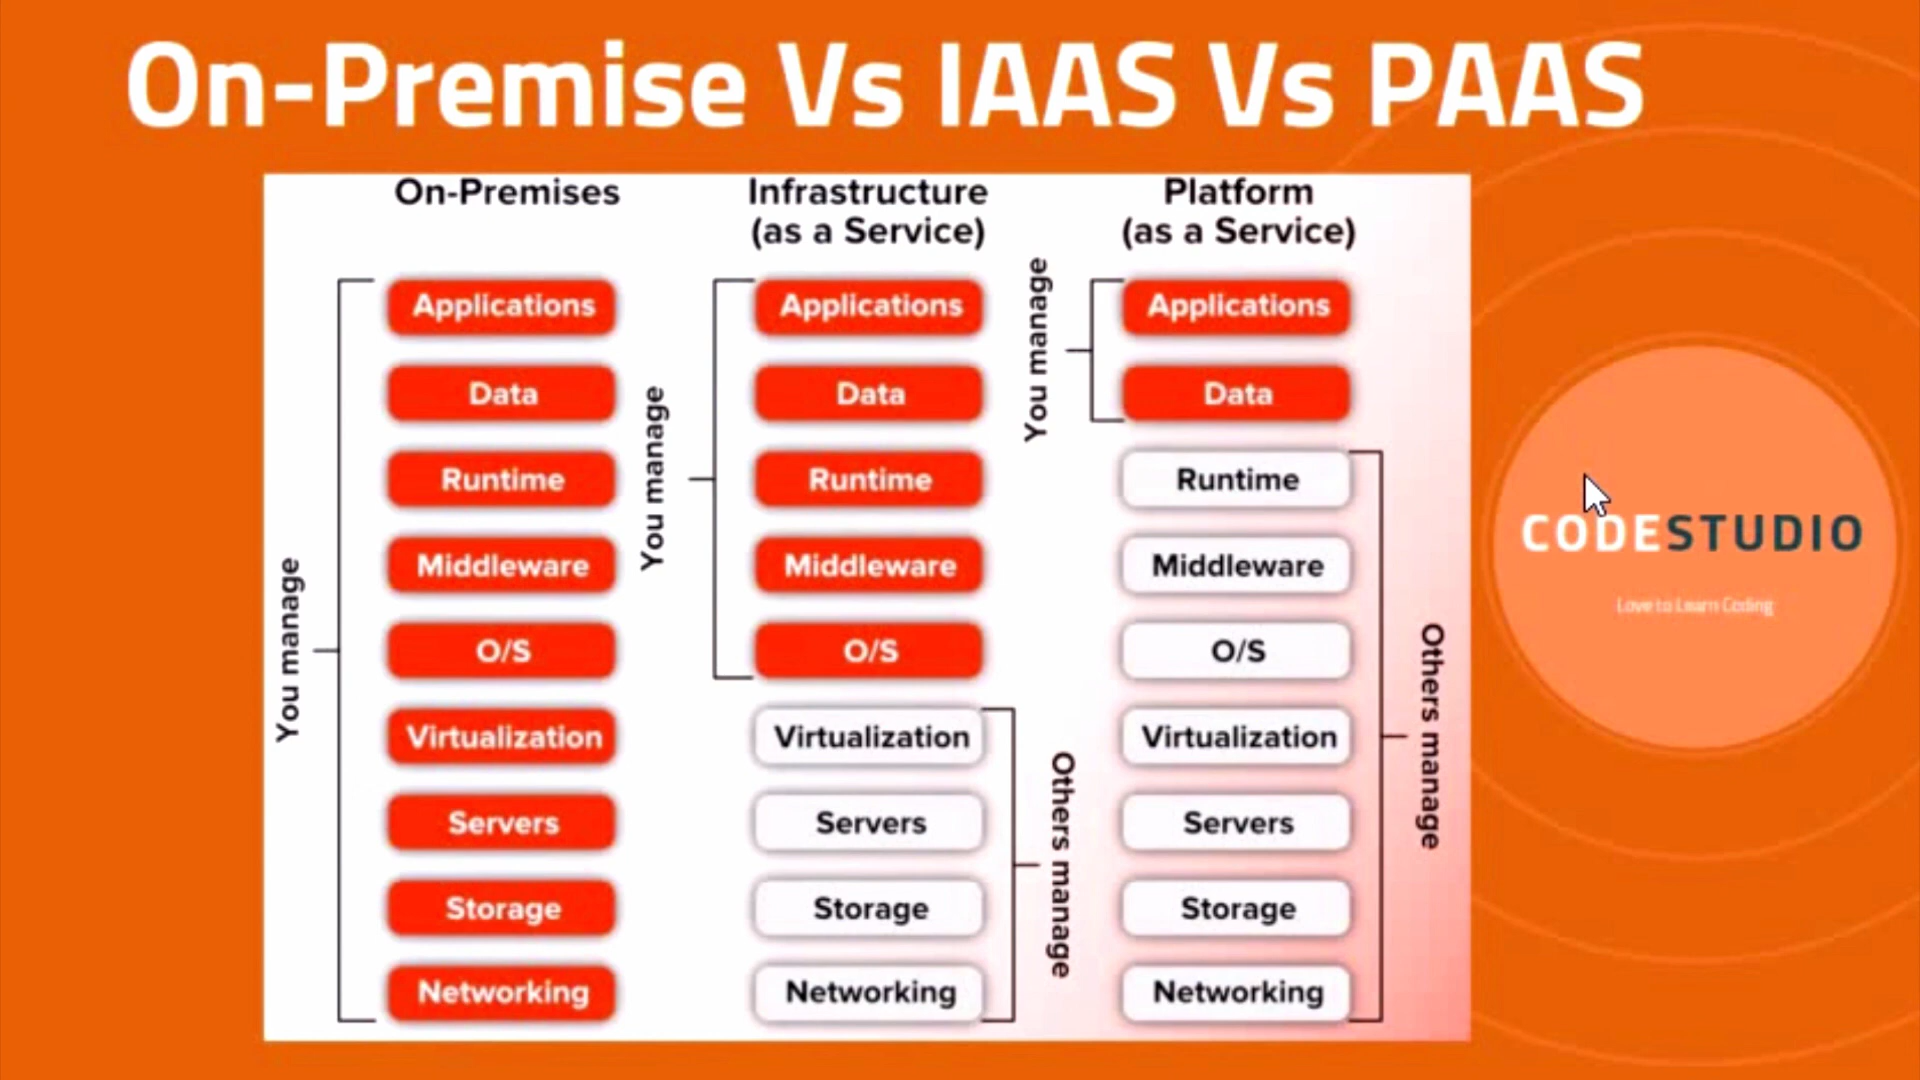 On-Premise Vs IAAS Vs PAAS
On-Premises
You manage
Applications
Data
Runtime
Middleware
O/S
Virtualization
Servers
Storage
Networking
Infrastructure
(as a Service)
You manage
Applications
Data
Runtime
Middleware
O/S
Virtualization
Servers
Storage
Networking
Others manage
Platform
(as a Service)
You manage
Applications
Data
Runtime
Middleware
O/S
Virtualization
Servers
Storage
Networking
Others manage
CODESTUDIO
Love to Learn Coding